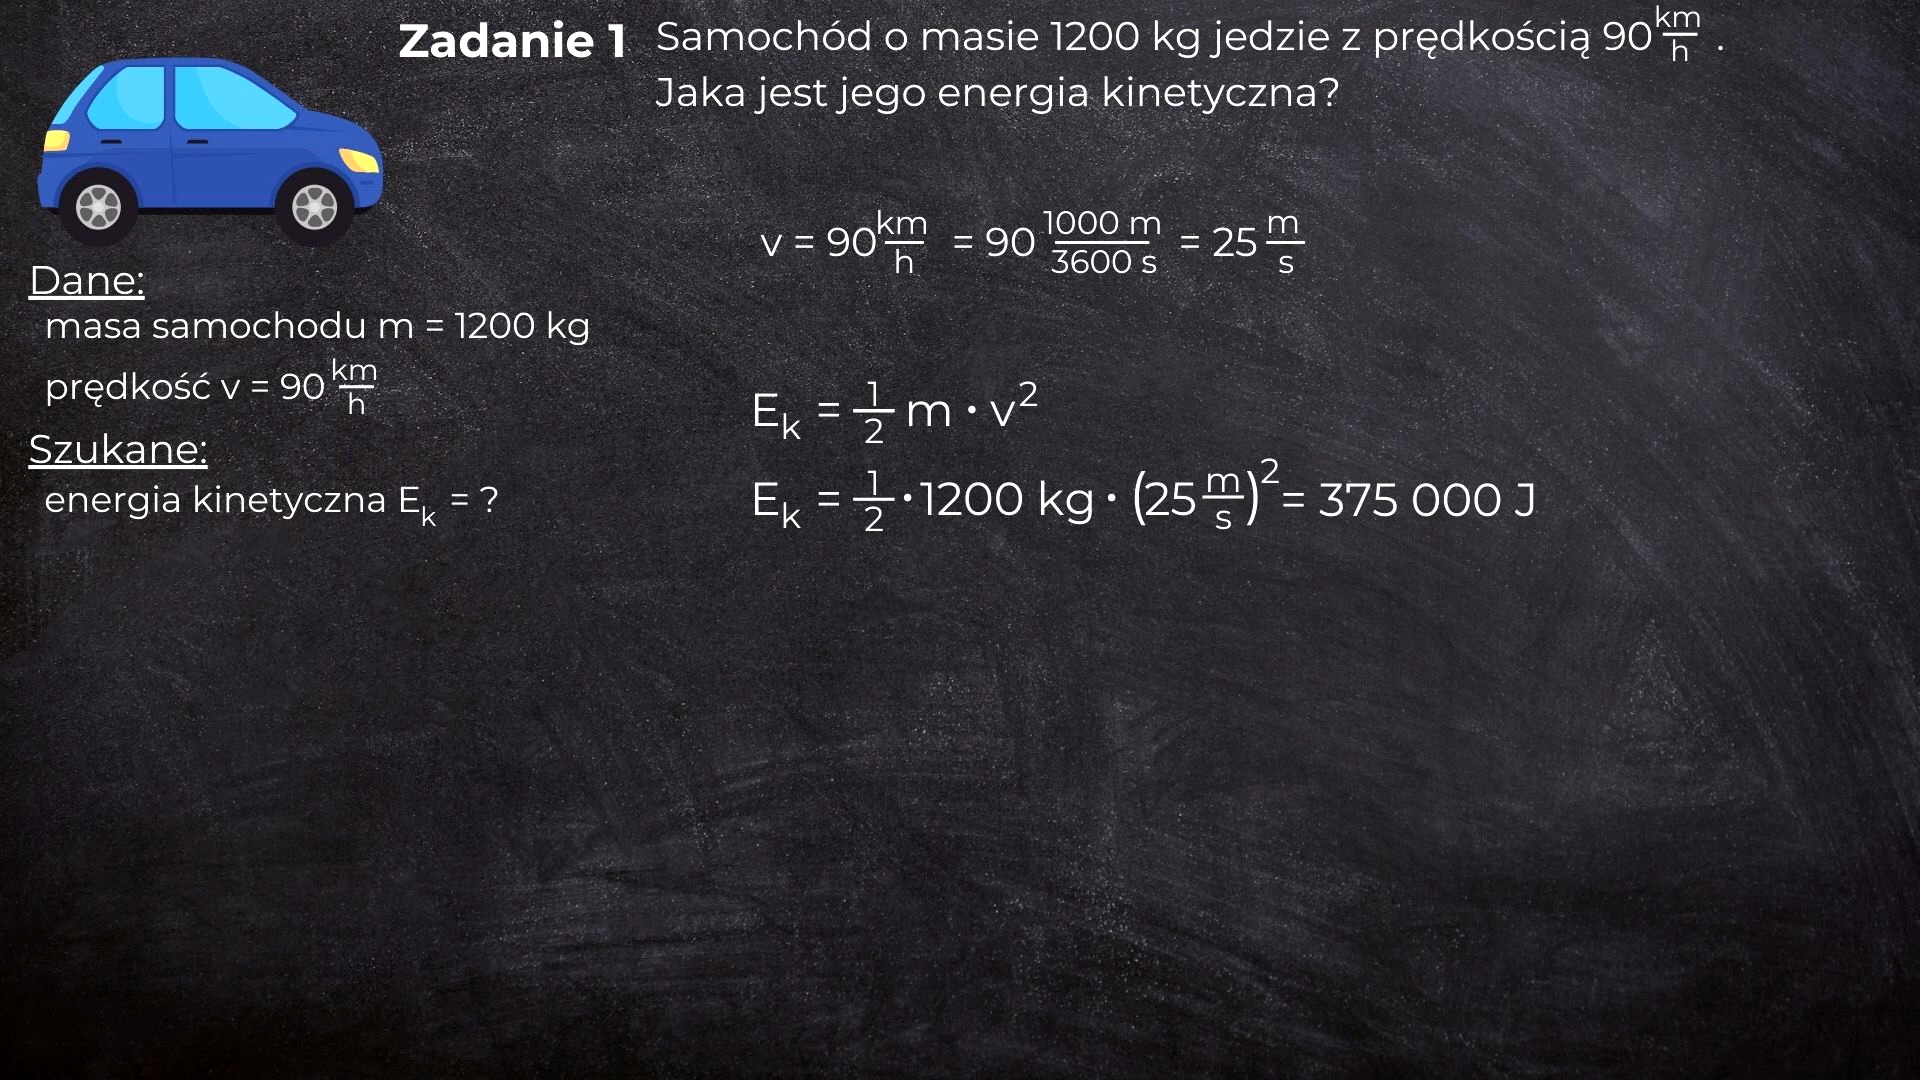 Zadanie 1 Samochód o masie 1200 kg jedzie z prędkością 90 km/h .
Jaka jest jego energia kinetyczna?
v = 90 km/h = 90 1000 m/3600 s = 25 m/s
Dane:
masa samochodu m = 1200 kg
prędkość v = 90 km/h
Szukane:
energia kinetyczna Eₖ = ?
Eₖ = 1/2 m · v²
Eₖ = 1/2 · 1200 kg · (25 m/s)² = 375 000 J